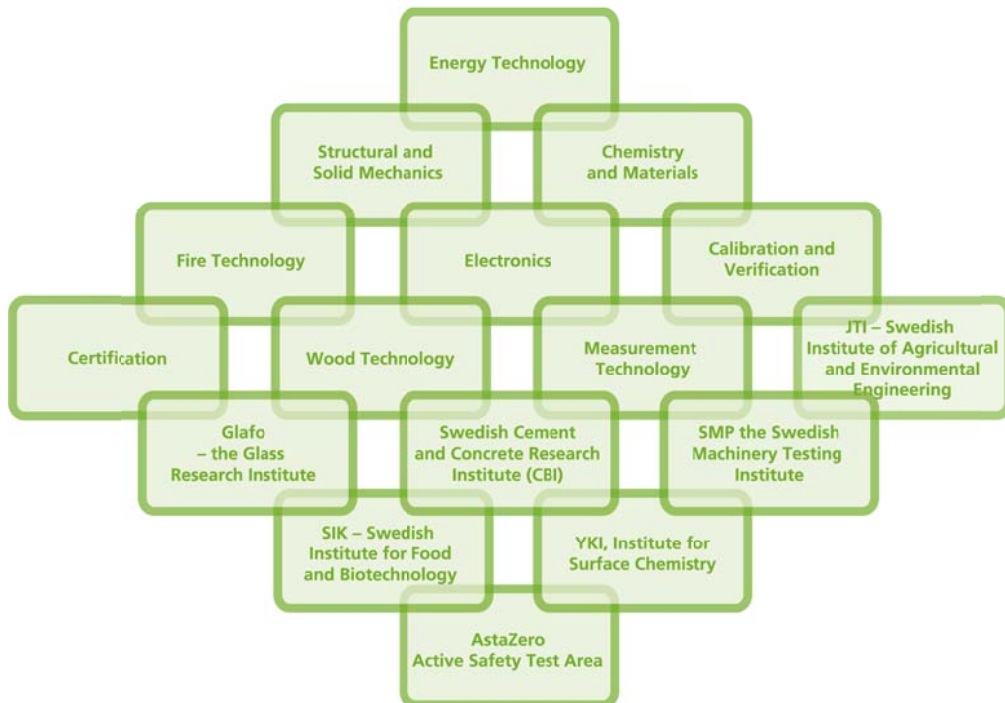 Energy Technology
Structural and
Solid Mechanics
Chemistry
and Materials
Fire Technology
Electronics
Calibration and
Verification
Certification
Wood Technology
Measurement
Technology
JTI – Swedish
Institute of Agricultural
and Environmental
Engineering
Glafo
– the Glass
Research Institute
Swedish Cement
and Concrete Research
Institute (CBI)
SMP the Swedish
Machinery Testing
Institute
SIK – Swedish
Institute for Food
and Biotechnology
YKI, Institute for
Surface Chemistry
AstaZero
Active Safety Test Area